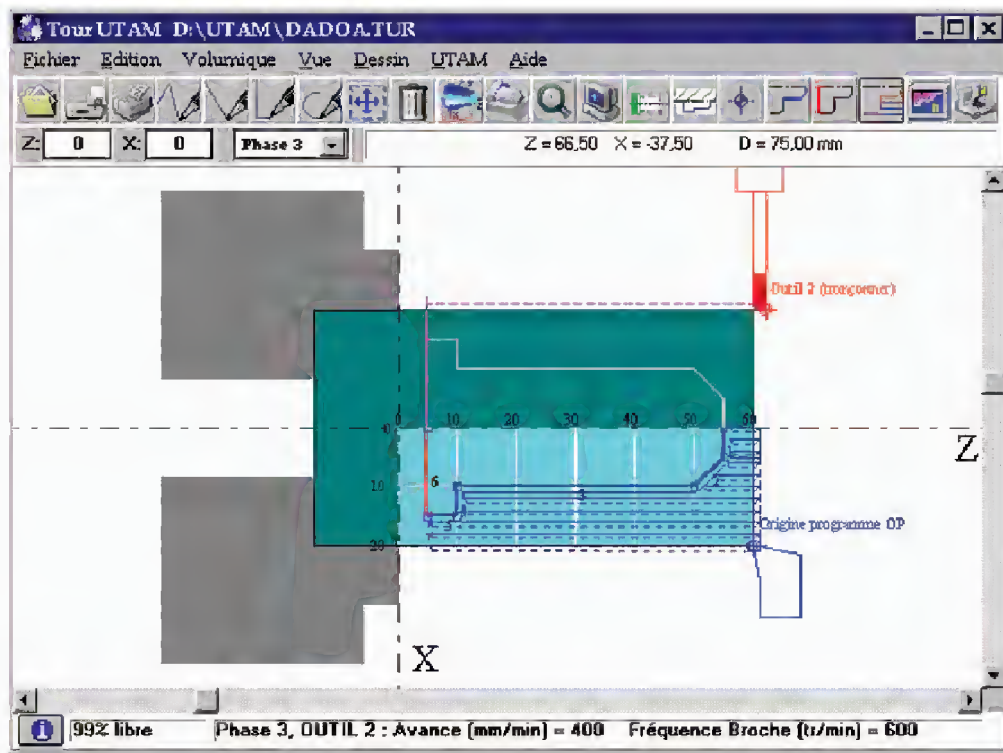 Tour UTAM D:\UTAM\DADOA.TUR
Fichier Edition Volumique Vue Dessin UTAM Aide
Z: 0 X: 0 Phase 3 Z = 66,50 X = -37,50 D = 75,00 mm
Outil 2 (tronçonner)
0 10 20 30 40 50 60
Z
10 6
3
Origine programme OP
20
X
99% libre Phase 3, OUTIL 2 : Avance (mm/min) = 400 Fréquence Broche (tr/min) = 600